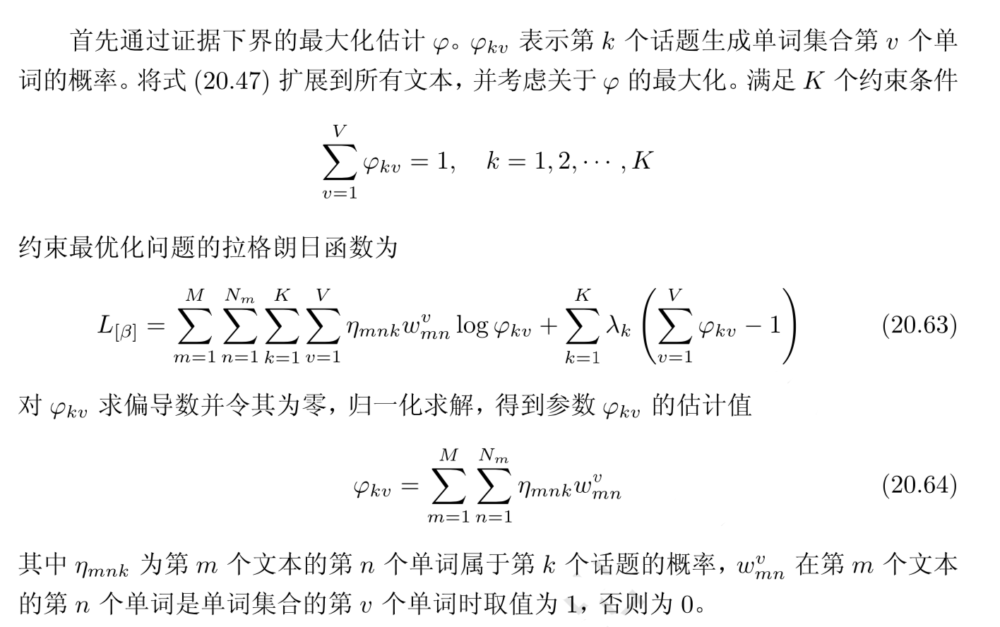 首先通过证据下界的最大化估计 φ。φ_{kv} 表示第 k 个话题生成单词集合第 v 个单
词的概率。将式 (20.47) 扩展到所有文本，并考虑关于 φ 的最大化。满足 K 个约束条件
\sum_{v=1}^{V} \varphi_{kv} = 1, \quad k = 1, 2, \cdots, K
约束最优化问题的拉格朗日函数为
L_{[\beta]} = \sum_{m=1}^{M} \sum_{n=1}^{N_m} \sum_{k=1}^{K} \sum_{v=1}^{V} \eta_{mnk} w_{mn}^{v} \log \varphi_{kv} + \sum_{k=1}^{K} \lambda_k \left( \sum_{v=1}^{V} \varphi_{kv} - 1 \right) (20.63)
对 φ_{kv} 求偏导数并令其为零，归一化求解，得到参数 φ_{kv} 的估计值
\varphi_{kv} = \sum_{m=1}^{M} \sum_{n=1}^{N_m} \eta_{mnk} w_{mn}^{v} (20.64)
其中 η_{mnk} 为第 m 个文本的第 n 个单词属于第 k 个话题的概率，w_{mn}^{v} 在第 m 个文本
的第 n 个单词是单词集合的第 v 个单词时取值为 1，否则为 0。